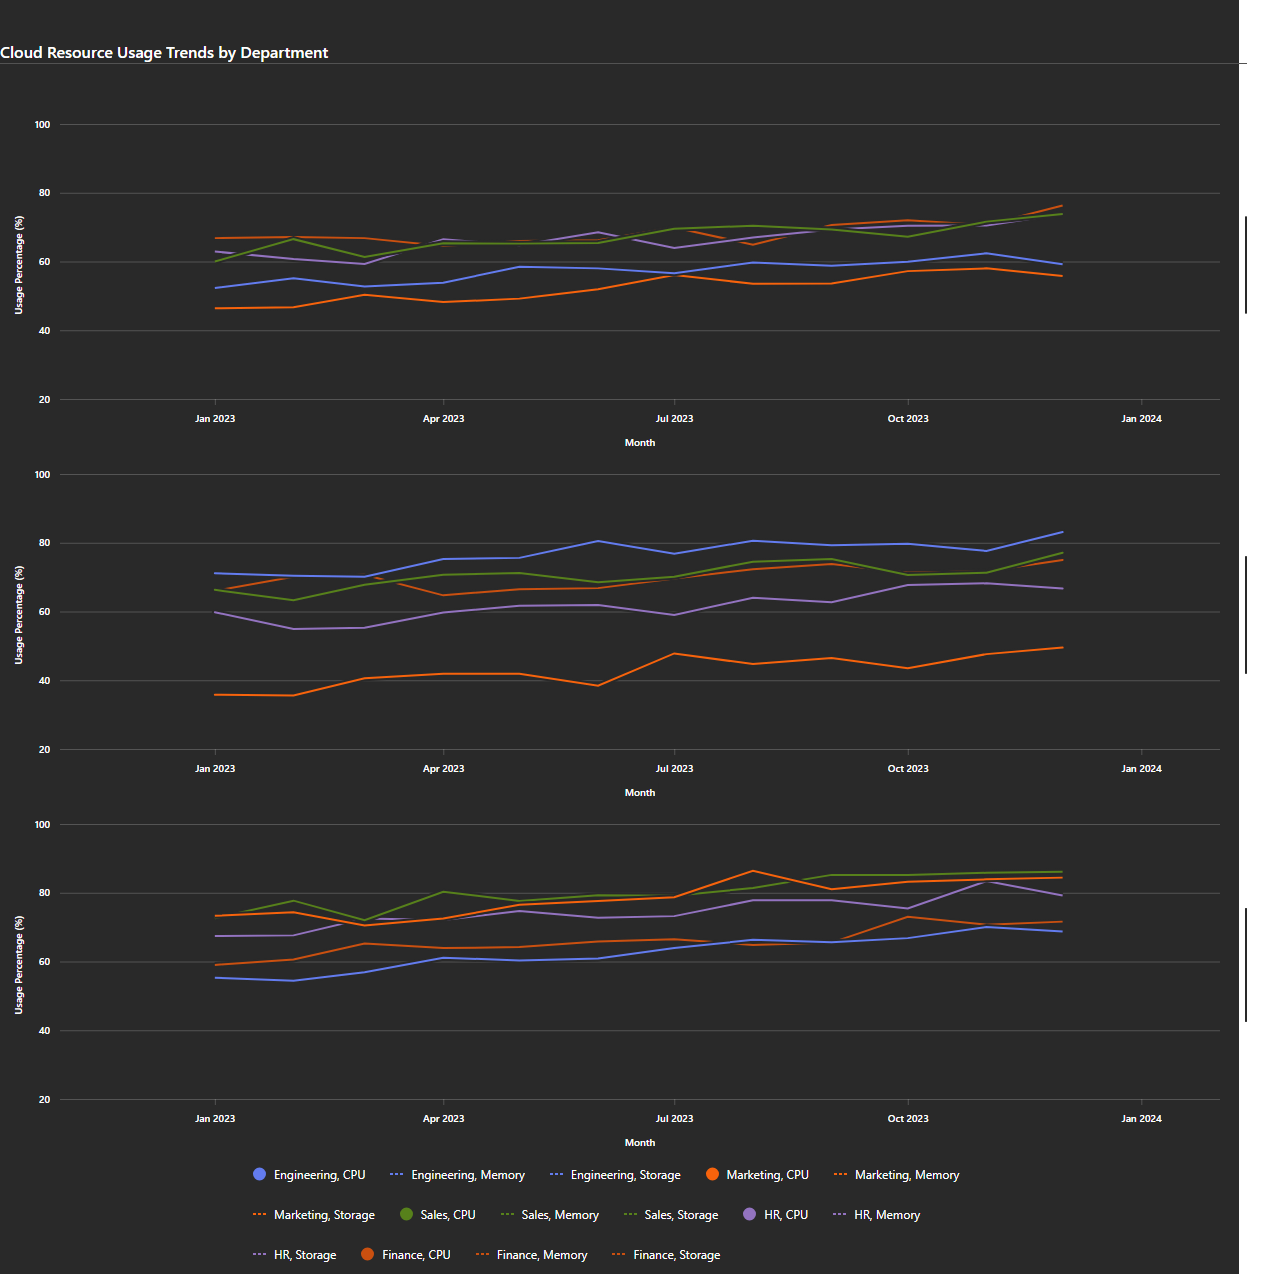 Cloud Resource Usage Trends by Department
100
80
60
40
20
Usage Percentage (%)
Jan 2023 Apr 2023 Jul 2023 Oct 2023 Jan 2024
Month
100
80
60
40
20
Usage Percentage (%)
Jan 2023 Apr 2023 Jul 2023 Oct 2023 Jan 2024
Month
100
80
60
40
20
Usage Percentage (%)
Jan 2023 Apr 2023 Jul 2023 Oct 2023 Jan 2024
Month
Engineering, CPU Engineering, Memory Engineering, Storage Marketing, CPU Marketing, Memory
Marketing, Storage Sales, CPU Sales, Memory Sales, Storage HR, CPU HR, Memory
HR, Storage Finance, CPU Finance, Memory Finance, Storage